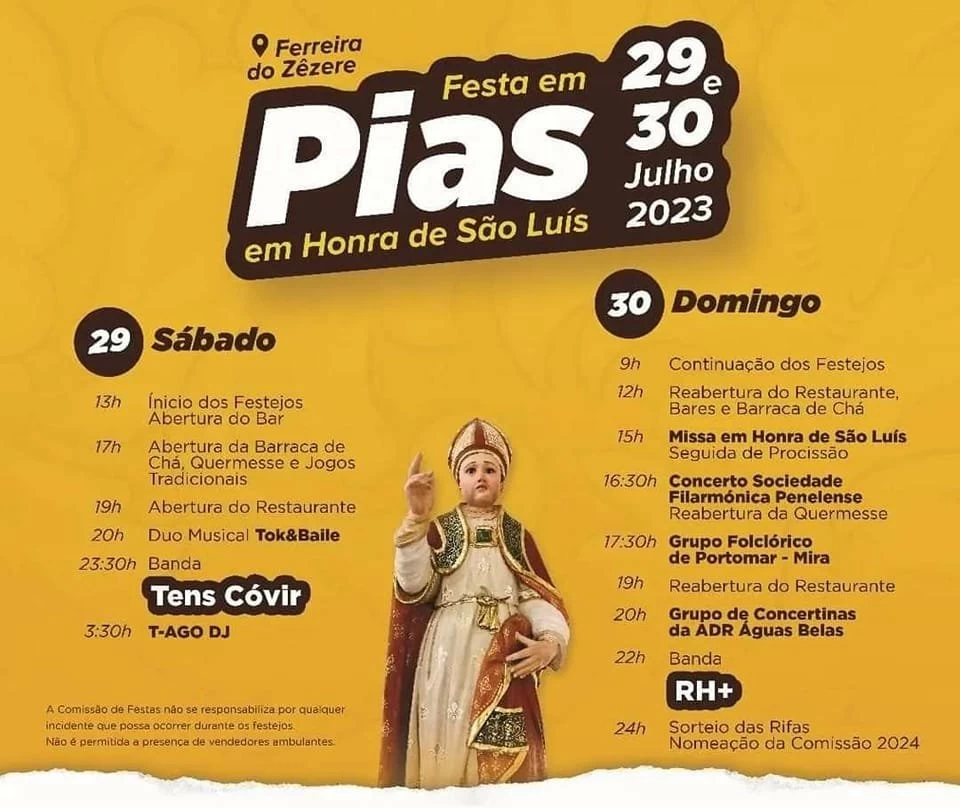 Ferreira
do Zêzere
Festa em
Pias
em Honra de São Luís
29 e
30
Julho
2023
29 Sábado
13h Ínicio dos Festejos
Abertura do Bar
17h Abertura da Barraca de
Chá, Quermesse e Jogos
Tradicionais
19h Abertura do Restaurante
20h Duo Musical Tok&Baile
23:30h Banda
Tens Cóvir
3:30h T-AGO DJ
30 Domingo
9h Continuação dos Festejos
12h Reabertura do Restaurante,
Bares e Barraca de Chá
15h Missa em Honra de São Luís
Seguida de Procissão
16:30h Concerto Sociedade
Filarmónica Penelense
Reabertura da Quermesse
17:30h Grupo Folclórico
de Portomar - Mira
19h Reabertura do Restaurante
20h Grupo de Concertinas
da ADR Águas Belas
22h Banda
RH+
24h Sorteio das Rifas
Nomeação da Comissão 2024
A Comissão de Festas não se responsabiliza por qualquer
incidente que possa ocorrer durante os festejos.
Não é permitida a presença de vendedores ambulantes.